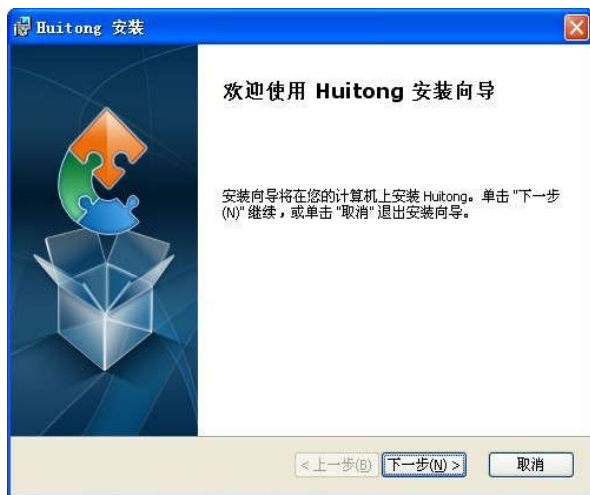 Huitong 安装
欢迎使用 Huitong 安装向导
安装向导将在您的计算机上安装 Huitong。单击 "下一步
(N)" 继续，或单击 "取消" 退出安装向导。
< 上一步(B) 下一步(N) > 取消